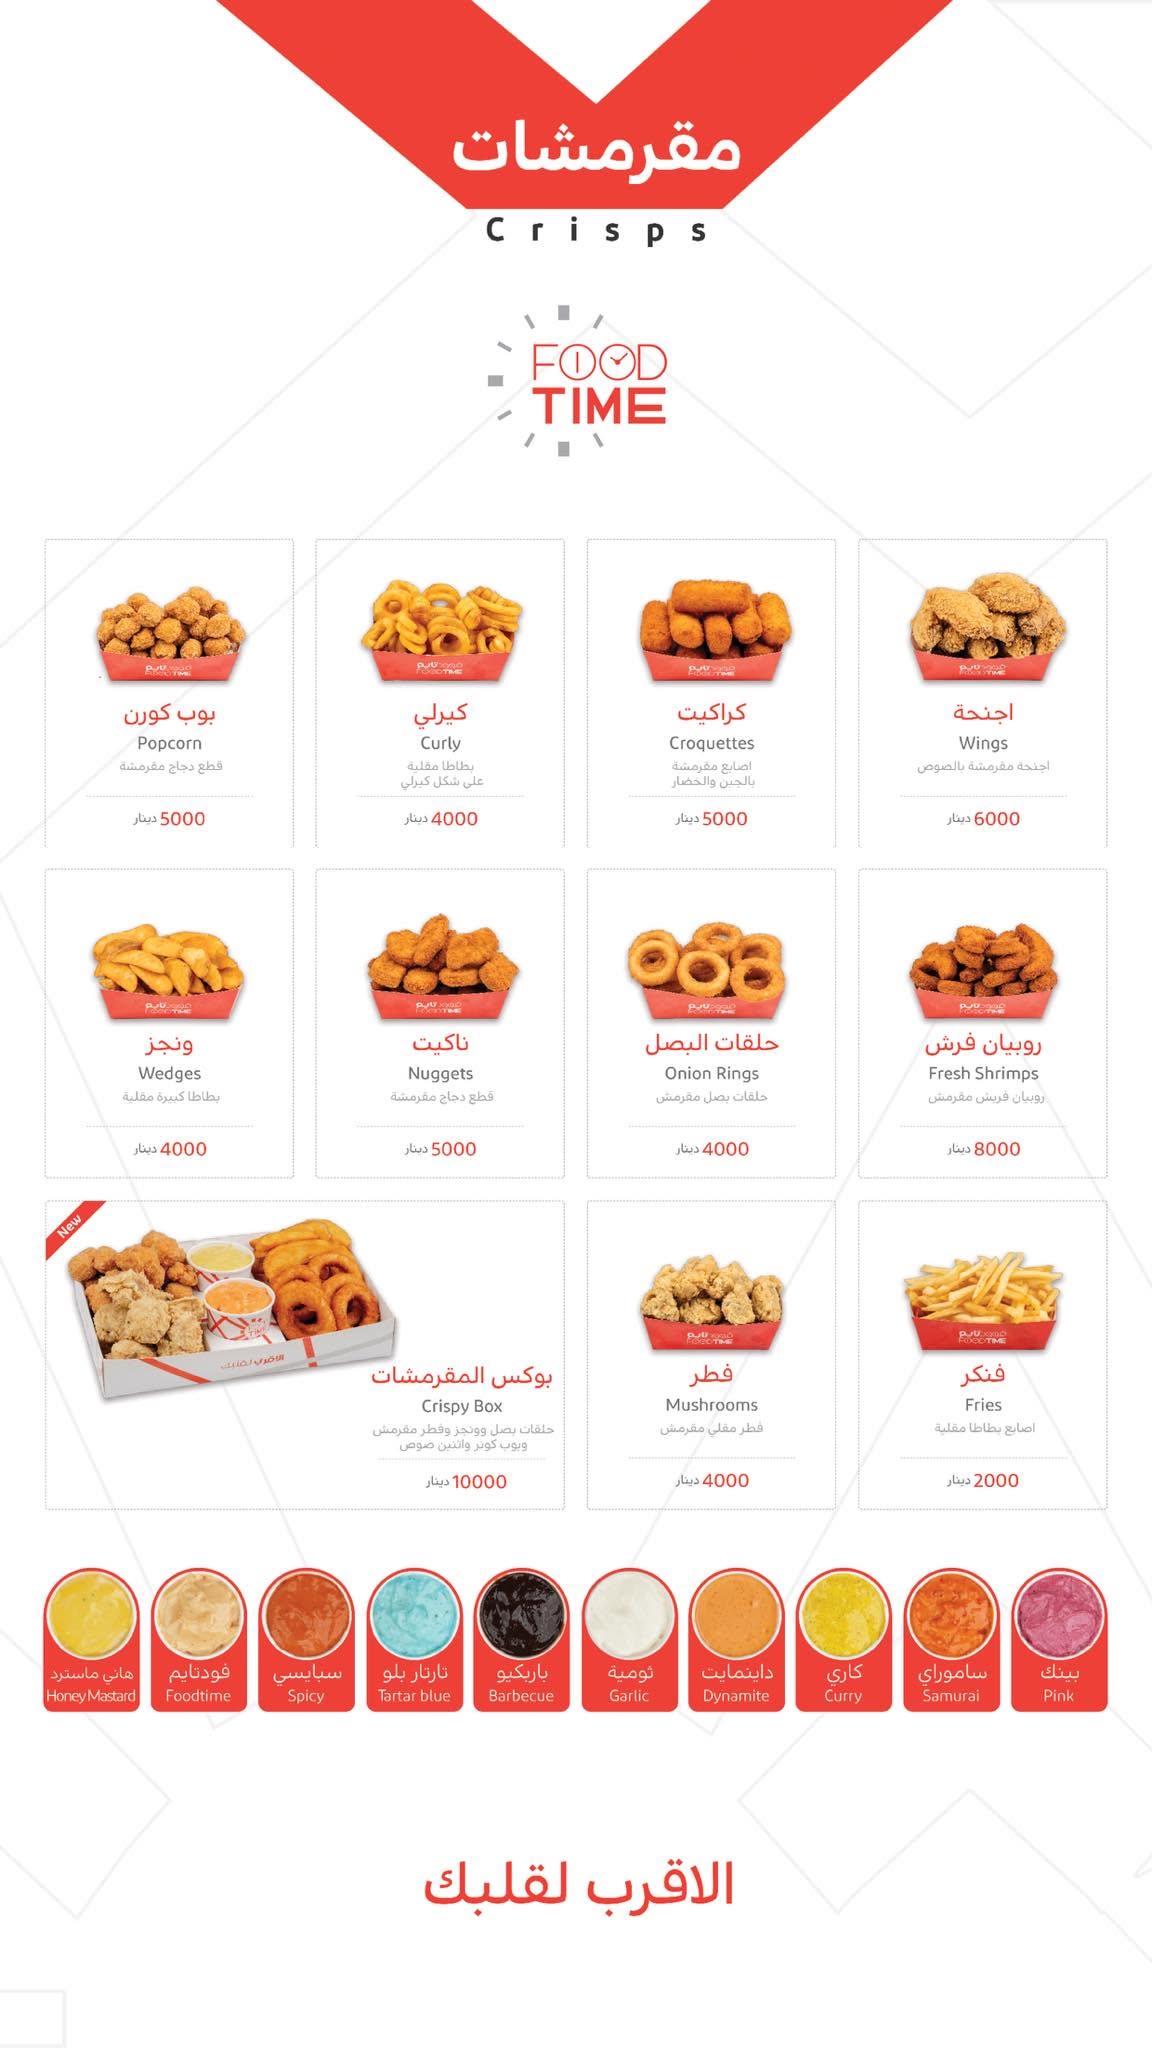 مقرمشات
Crisps
FOOD
TIME
بوب كورن
Popcorn
قطع دجاج مقرمشة
5000 دينار
كيرلي
Curly
بطاطا مقلية
على شكل كيرلي
4000 دينار
كراكيت
Croquettes
اصابع مقرمشة
بالجبن والخضار
5000 دينار
اجنحة
Wings
اجنحة مقرمشة بالصوص
6000 دينار
ونجز
Wedges
بطاطا كبيرة مقلية
4000 دينار
ناكيت
Nuggets
قطع دجاج مقرمشة
5000 دينار
حلقات البصل
Onion Rings
حلقات بصل مقرمش
4000 دينار
روبيان فرش
Fresh Shrimps
روبيان فريش مقرمش
8000 دينار
New
الاقرب لقلبك
بوكس المقرمشات
Crispy Box
حلقات بصل وونجز وفطر مقرمش
وبوب كونر واثنين صوص
10000 دينار
فطر
Mushrooms
فطر مقلي مقرمش
4000 دينار
فنكر
Fries
اصابع بطاطا مقلية
2000 دينار
هاني ماسترد
Honey Mastard
فودتايم
Foodtime
سبايسي
Spicy
تارتار بلو
Tartar blue
باربكيو
Barbecue
ثومية
Garlic
داينمايت
Dynamite
كاري
Curry
ساموراي
Samurai
بينك
Pink
الاقرب لقلبك